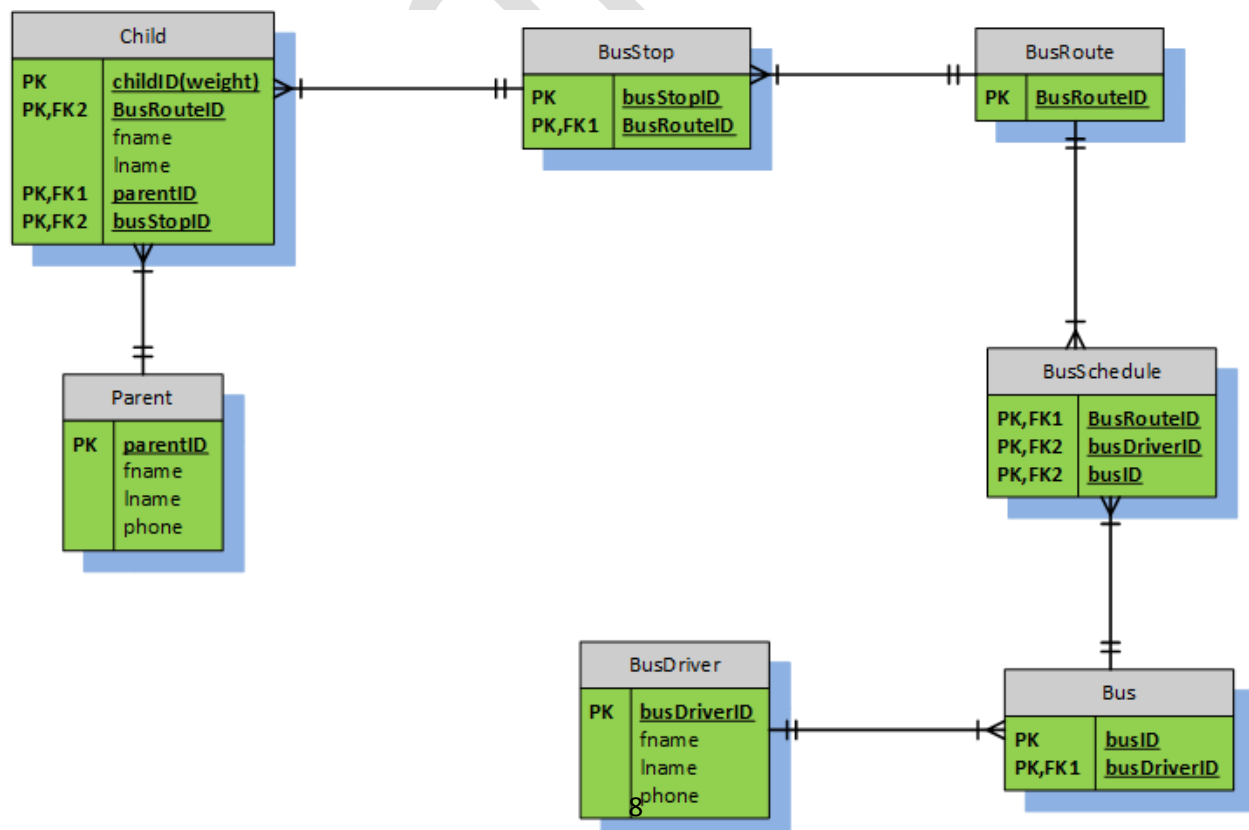 Child
PK childID(weight)
PK,FK2 BusRouteID
fname
lname
PK,FK1 parentID
PK,FK2 busStopID
BusStop
PK busStopID
PK,FK1 BusRouteID
BusRoute
PK BusRouteID
Parent
PK parentID
fname
lname
phone
BusSchedule
PK,FK1 BusRouteID
PK,FK2 busDriverID
PK,FK2 busID
BusDriver
PK busDriverID
fname
lname
phone
8
Bus
PK busID
PK,FK1 busDriverID